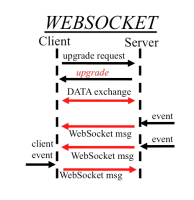 WEBSOCKET
Client Server
upgrade request
upgrade
DATA exchange
event
WebSocket msg
event
client
event
WebSocket msg
WebSocket msg